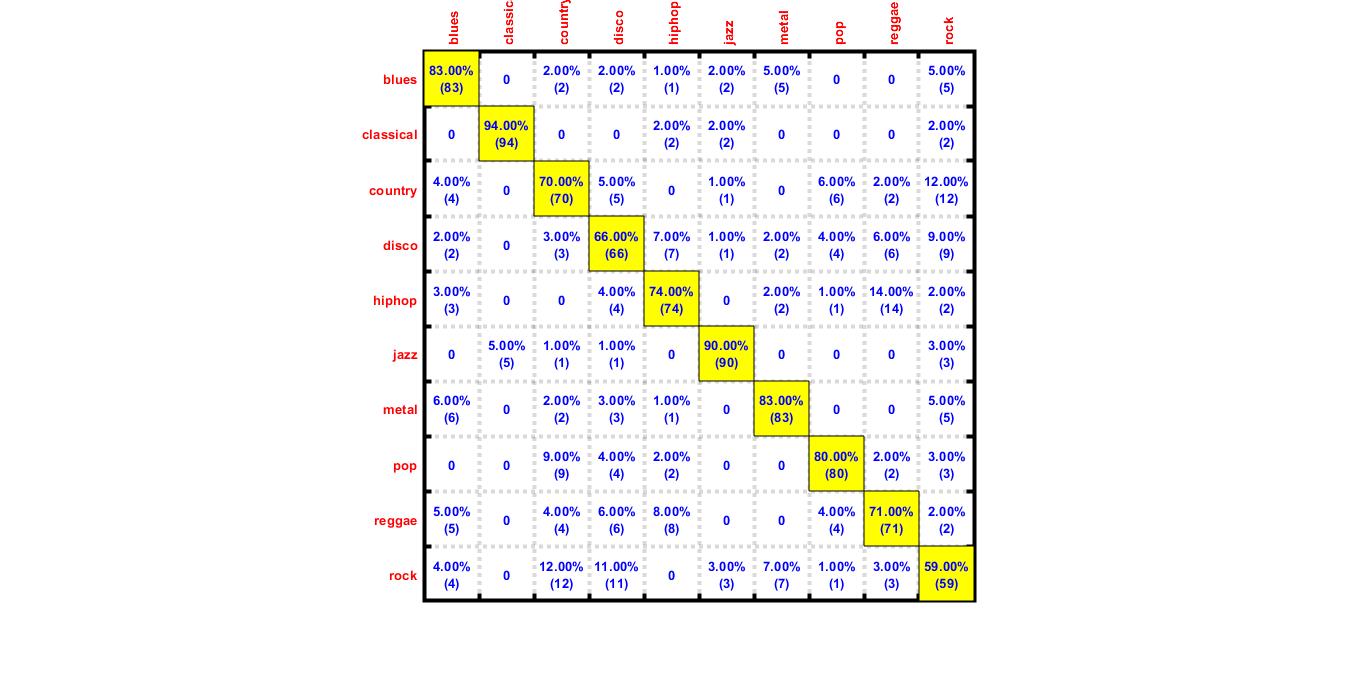 blues classical country disco hiphop jazz metal pop reggae rock
blues 83.00% (83) 0 2.00% (2) 2.00% (2) 1.00% (1) 2.00% (2) 5.00% (5) 0 0 5.00% (5)
classical 0 94.00% (94) 0 0 2.00% (2) 2.00% (2) 0 0 0 2.00% (2)
country 4.00% (4) 0 70.00% (70) 5.00% (5) 0 1.00% (1) 0 6.00% (6) 2.00% (2) 12.00% (12)
disco 2.00% (2) 0 3.00% (3) 66.00% (66) 7.00% (7) 1.00% (1) 2.00% (2) 4.00% (4) 6.00% (6) 9.00% (9)
hiphop 3.00% (3) 0 0 4.00% (4) 74.00% (74) 0 2.00% (2) 1.00% (1) 14.00% (14) 2.00% (2)
jazz 0 5.00% (5) 1.00% (1) 1.00% (1) 0 90.00% (90) 0 0 0 3.00% (3)
metal 6.00% (6) 0 2.00% (2) 3.00% (3) 1.00% (1) 0 83.00% (83) 0 0 5.00% (5)
pop 0 0 9.00% (9) 4.00% (4) 2.00% (2) 0 0 80.00% (80) 2.00% (2) 3.00% (3)
reggae 5.00% (5) 0 4.00% (4) 6.00% (6) 8.00% (8) 0 0 4.00% (4) 71.00% (71) 2.00% (2)
rock 4.00% (4) 0 12.00% (12) 11.00% (11) 0 3.00% (3) 7.00% (7) 1.00% (1) 3.00% (3) 59.00% (59)